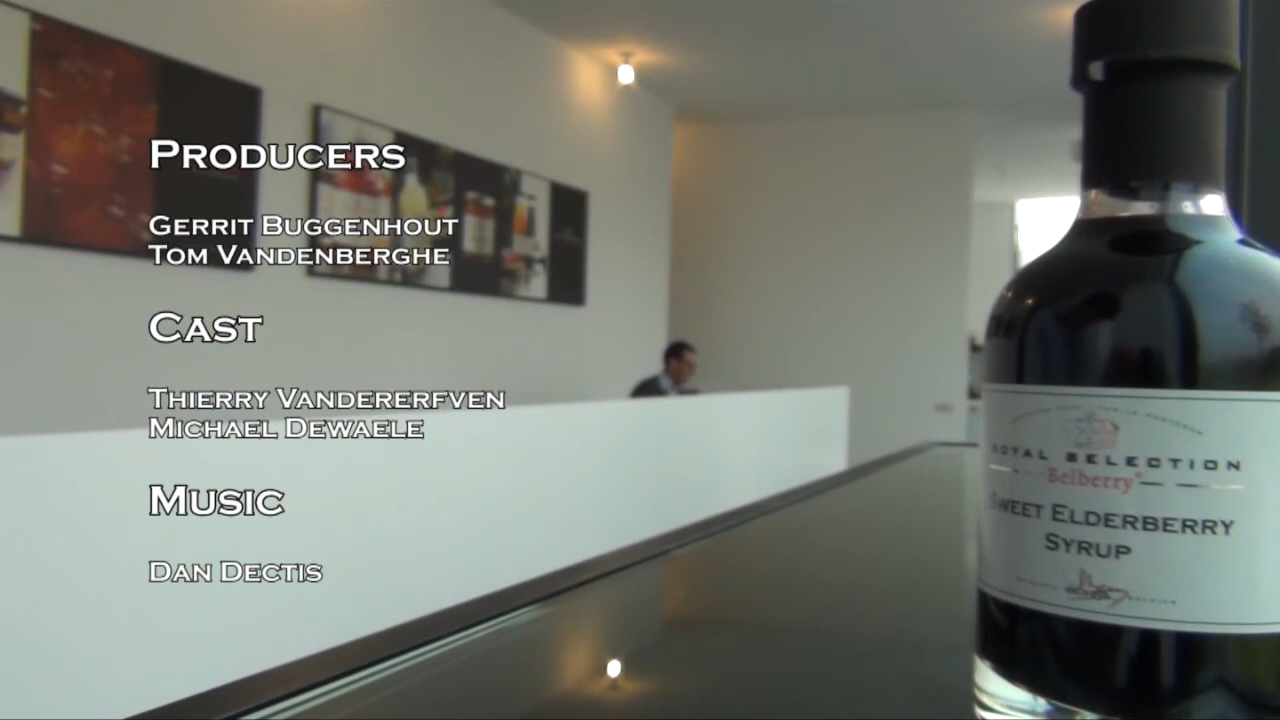 Producers
Gerrit Buggenhout
Tom Vandenberghe
Cast
Thierry Vandererfven
Michael Dewaele
Music
Dan Dectis
ROYAL SELECTION
Belberry®
SWEET ELDERBERRY
SYRUP